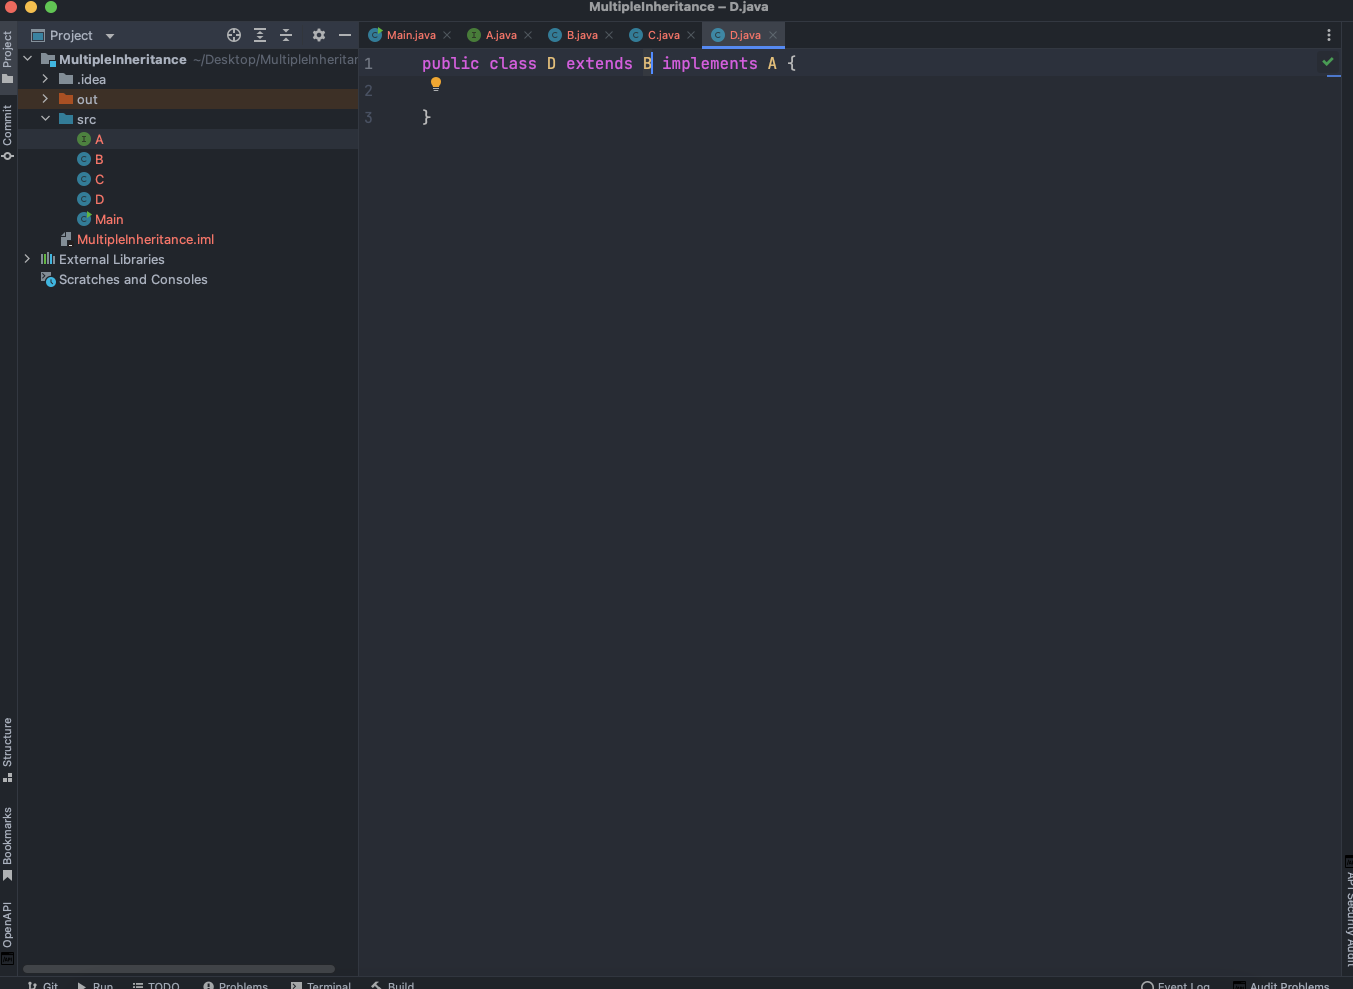 MultipleInheritance – D.java
Project
Main.java
A.java
B.java
C.java
D.java
Project
Commit
Structure
Bookmarks
OpenAPI
MultipleInheritance ~/Desktop/MultipleInheritan
.idea
out
src
A
B
C
D
Main
MultipleInheritance.iml
External Libraries
Scratches and Consoles
1 public class D extends B implements A {
2
3 }
API Security Audit
Git Run TODO Problems Terminal Build Event Log Audit Problems